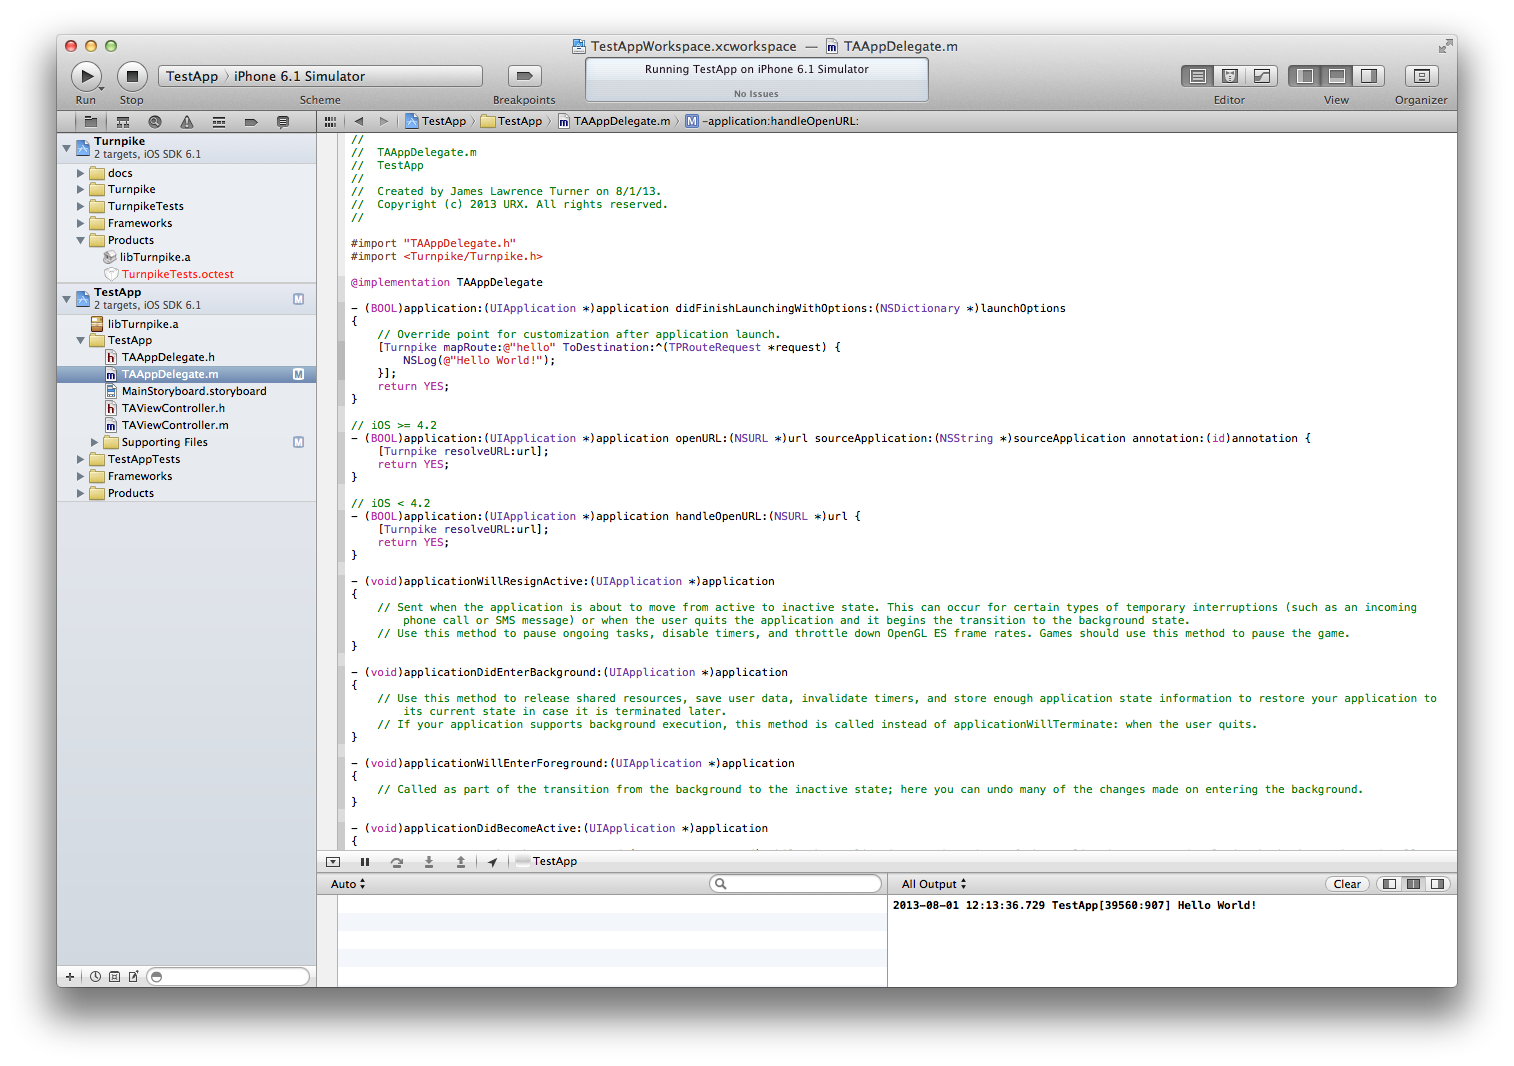 TestAppWorkspace.xcworkspace — TAAppDelegate.m
TestApp iPhone 6.1 Simulator
Running TestApp on iPhone 6.1 Simulator
No Issues
Run Stop Scheme Breakpoints Editor View Organizer
TestApp TestApp TAAppDelegate.m M -application:handleOpenURL:
Turnpike
2 targets, iOS SDK 6.1
docs
Turnpike
TurnpikeTests
Frameworks
Products
libTurnpike.a
TurnpikeTests.octest
TestApp M
2 targets, iOS SDK 6.1
libTurnpike.a
TestApp
h TAAppDelegate.h
m TAAppDelegate.m M
MainStoryboard.storyboard
h TAViewController.h
m TAViewController.m
Supporting Files M
TestAppTests
Frameworks
Products
//
//  TAAppDelegate.m
//  TestApp
//
//  Created by James Lawrence Turner on 8/1/13.
//  Copyright (c) 2013 URX. All rights reserved.
//
#import "TAAppDelegate.h"
#import <Turnpike/Turnpike.h>
@implementation TAAppDelegate
- (BOOL)application:(UIApplication *)application didFinishLaunchingWithOptions:(NSDictionary *)launchOptions
{
// Override point for customization after application launch.
[Turnpike mapRoute:@"hello" ToDestination:^(TPRouteRequest *request) {
NSLog(@"Hello World!");
}];
return YES;
}
// iOS >= 4.2
- (BOOL)application:(UIApplication *)application openURL:(NSURL *)url sourceApplication:(NSString *)sourceApplication annotation:(id)annotation {
[Turnpike resolveURL:url];
return YES;
}
// iOS < 4.2
- (BOOL)application:(UIApplication *)application handleOpenURL:(NSURL *)url {
[Turnpike resolveURL:url];
return YES;
}
- (void)applicationWillResignActive:(UIApplication *)application
{
// Sent when the application is about to move from active to inactive state. This can occur for certain types of temporary interruptions (such as an incoming
phone call or SMS message) or when the user quits the application and it begins the transition to the background state.
// Use this method to pause ongoing tasks, disable timers, and throttle down OpenGL ES frame rates. Games should use this method to pause the game.
}
- (void)applicationDidEnterBackground:(UIApplication *)application
{
// Use this method to release shared resources, save user data, invalidate timers, and store enough application state information to restore your application to
its current state in case it is terminated later.
// If your application supports background execution, this method is called instead of applicationWillTerminate: when the user quits.
}
- (void)applicationWillEnterForeground:(UIApplication *)application
{
// Called as part of the transition from the background to the inactive state; here you can undo many of the changes made on entering the background.
}
- (void)applicationDidBecomeActive:(UIApplication *)application
{
TestApp
Auto
All Output
Clear
2013-08-01 12:13:36.729 TestApp[39560:907] Hello World!